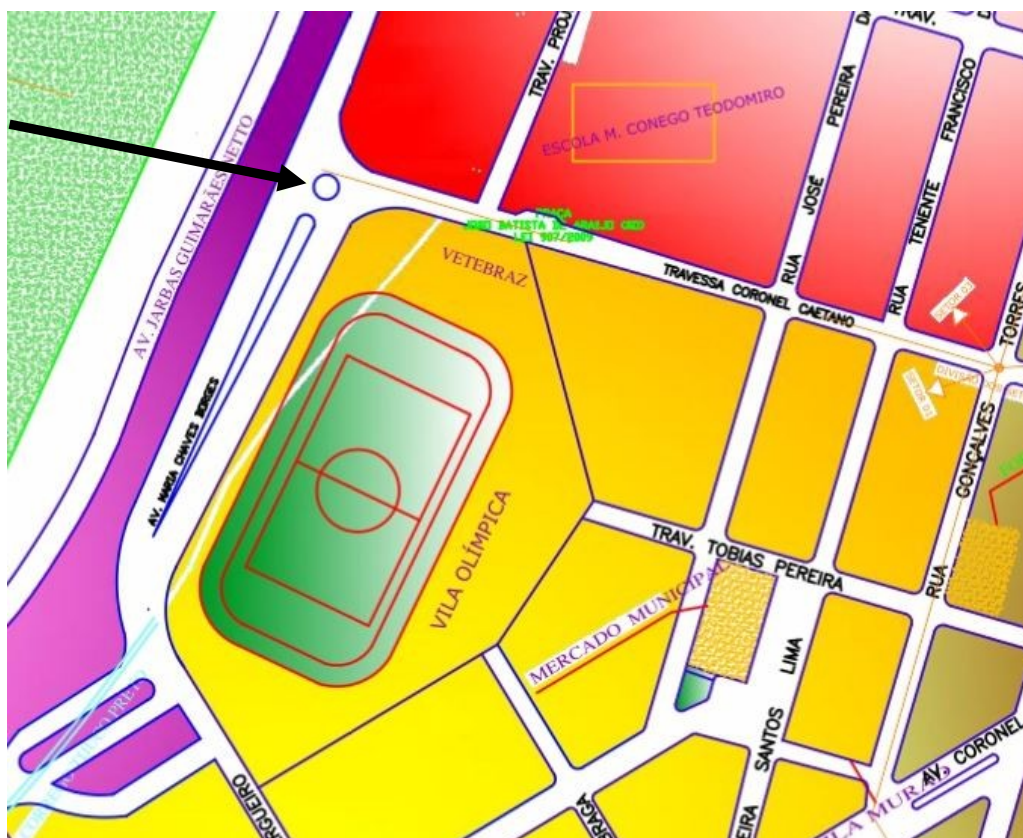 TRAV.
TRAV. PROJ
ESCOLA M. CONEGO TEODOMIRO
RUA JOSÉ PEREIRA
RUA TENENTE FRANCISCO
AV. JARBAS GUIMARÃES NETTO
PRAÇA
LEI 907/2009
VETEBRAZ
TRAVESSA CORONEL CAETANO
SETOR 03
TORRES
SETOR 01
RUA GONÇALVES
AV. MARIA CHAVES BORGES
VILA OLÍMPICA
TRAV. TOBIAS PEREIRA
MERCADO MUNICIPAL
SANTOS LIMA
AV. CORONEL